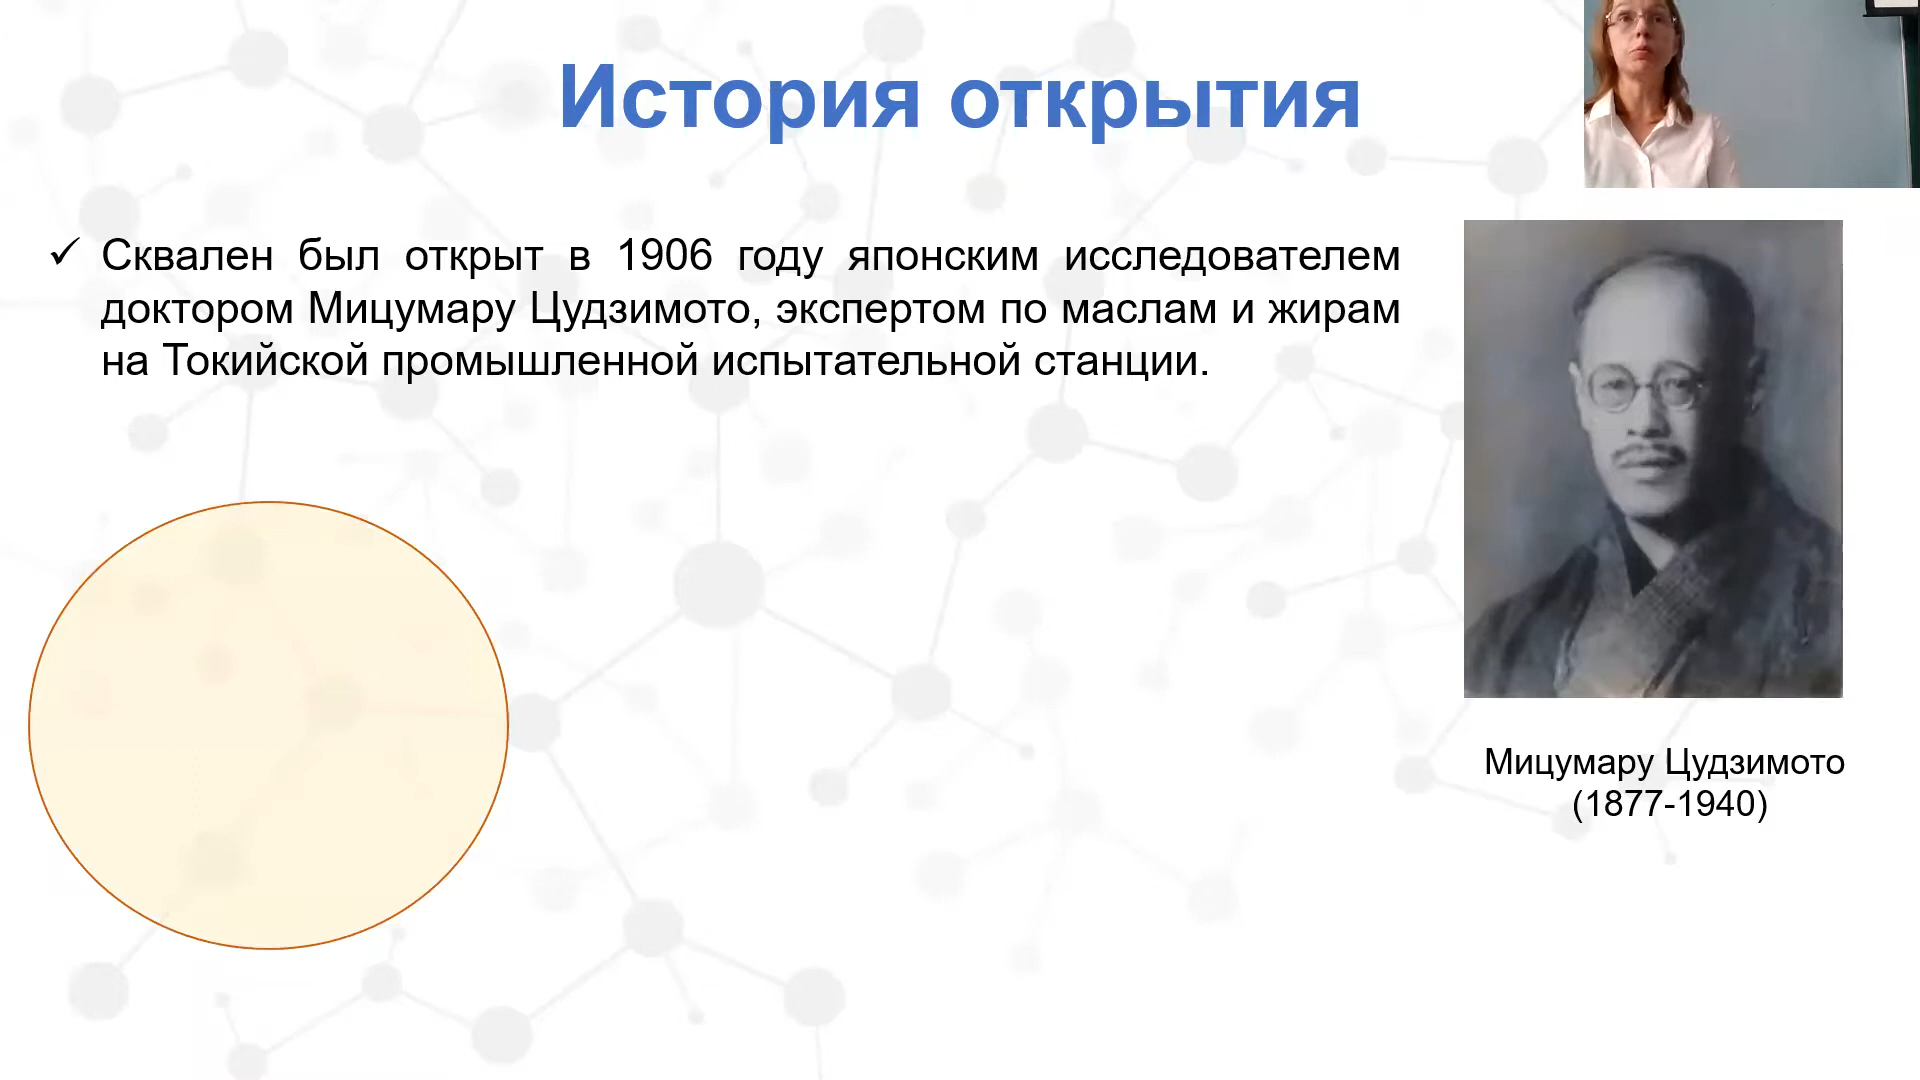 История открытия
✓ Сквален был открыт в 1906 году японским исследователем
доктором Мицумару Цудзимото, экспертом по маслам и жирам
на Токийской промышленной испытательной станции.
Мицумару Цудзимото
(1877-1940)